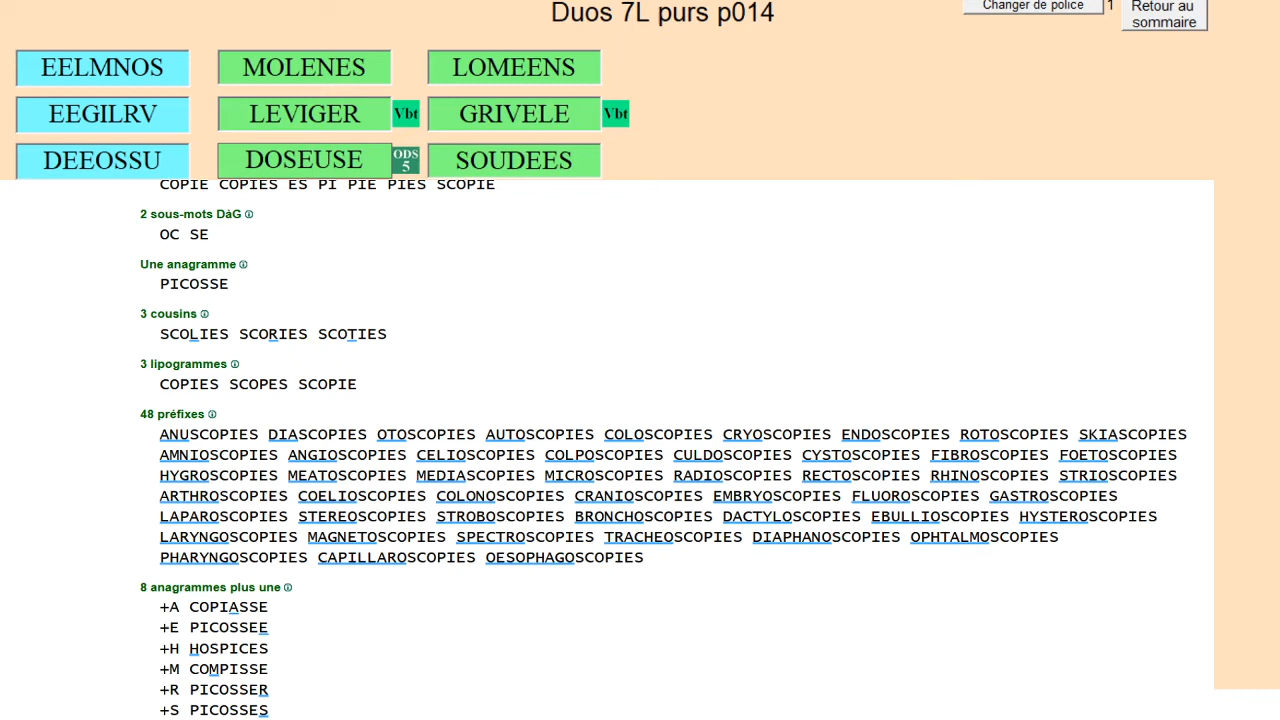 Duos 7L purs p014
Changer de police
1
Retour au
sommaire
EELMNOS MOLENES LOMEENS
EEGILRV LEVIGER Vbt GRIVELE Vbt
DEEOSSU DOSEUSE ODS 5 SOUDEES
COPIE COPIES ES PI PIE PIES SCOPIE
2 sous-mots DàG
OC SE
Une anagramme
PICOSSE
3 cousins
SCOLIES SCORIES SCOTIES
3 lipogrammes
COPIES SCOPES SCOPIE
48 préfixes
ANUSCOPIES DIASCOPIES OTOSCOPIES AUTOSCOPIES COLOSCOPIES CRYOSCOPIES ENDOSCOPIES ROTOSCOPIES SKIASCOPIES
AMNIOSCOPIES ANGIOSCOPIES CELIOSCOPIES COLPOSCOPIES CULDOSCOPIES CYSTOSCOPIES FIBROSCOPIES FOETOSCOPIES
HYGROSCOPIES MEATOSCOPIES MEDIASCOPIES MICROSCOPIES RADIOSCOPIES RECTOSCOPIES RHINOSCOPIES STRIOSCOPIES
ARTHROSCOPIES COELIOSCOPIES COLONOSCOPIES CRANIOSCOPIES EMBRYOSCOPIES FLUOROSCOPIES GASTROSCOPIES
LAPAROSCOPIES STEREOSCOPIES STROBOSCOPIES BRONCHOSCOPIES DACTYLOSCOPIES EBULLIOSCOPIES HYSTEROSCOPIES
LARYNGOSCOPIES MAGNETOSCOPIES SPECTROSCOPIES TRACHEOSCOPIES DIAPHANOSCOPIES OPHTALMOSCOPIES
PHARYNGOSCOPIES CAPILLAROSCOPIES OESOPHAGOSCOPIES
8 anagrammes plus une
+A COPIASSE
+E PICOSSEE
+H HOSPICES
+M COMPISSE
+R PICOSSER
+S PICOSSES